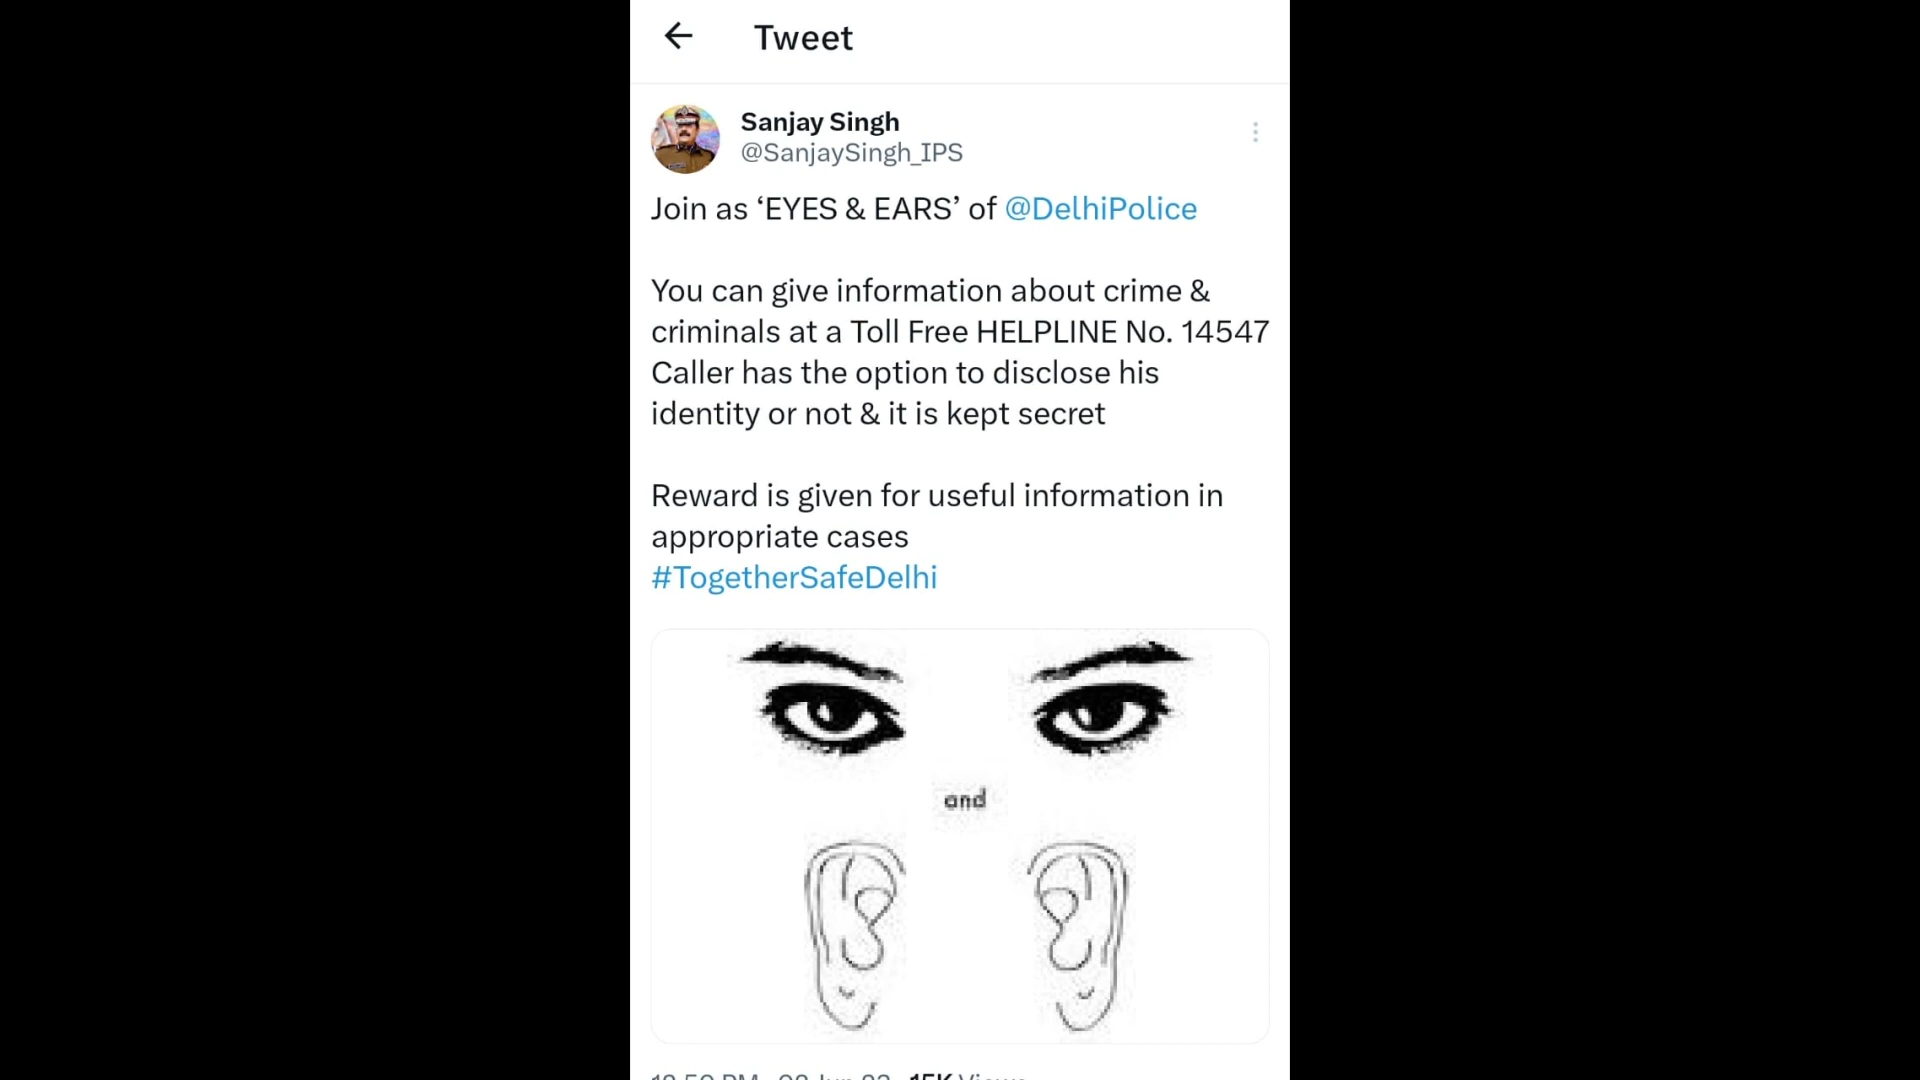 Tweet
Sanjay Singh
@SanjaySingh_IPS
Join as ‘EYES & EARS’ of @DelhiPolice
You can give information about crime &
criminals at a Toll Free HELPLINE No. 14547
Caller has the option to disclose his
identity or not & it is kept secret
Reward is given for useful information in
appropriate cases
#TogetherSafeDelhi
and
15K Views